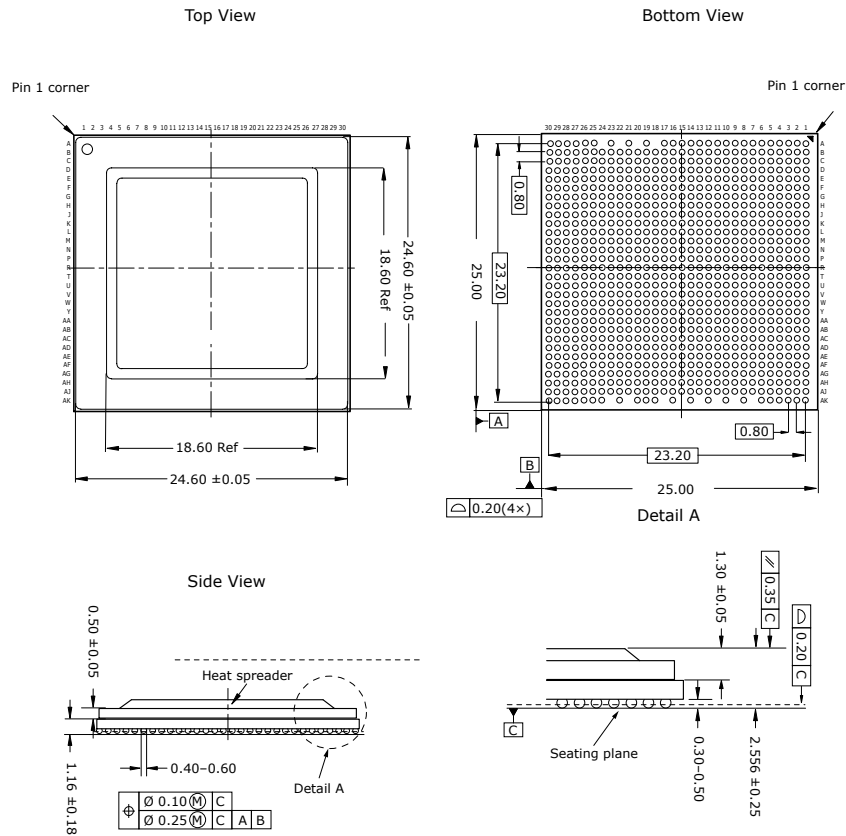 Top View
Bottom View
Pin 1 corner
Pin 1 corner
1 2 3 4 5 6 7 8 9 10 11 12 13 14 15 16 17 18 19 20 21 22 23 24 25 26 27 28 29 30
30 29 28 27 26 25 24 23 22 21 20 19 18 17 16 15 14 13 12 11 10 9 8 7 6 5 4 3 2 1
A
B
C
D
E
F
G
H
J
K
L
M
N
P
R
T
U
V
W
Y
AA
AB
AC
AD
AE
AF
AG
AH
AJ
AK
18.60 Ref
24.60 ±0.05
18.60 Ref
24.60 ±0.05
0.80
25.00
23.20
A
B
C
D
E
F
G
H
J
K
L
M
N
P
R
T
U
V
W
Y
AA
AB
AC
AD
AE
AF
AG
AH
AJ
AK
A
0.80
23.20
B
25.00
⌓ 0.20(4×)
Detail A
Side View
0.50 ±0.05
Heat spreader
1.16 ±0.18
0.40–0.60
Detail A
⌖ Ø 0.10 Ⓜ C
Ø 0.25 Ⓜ C A B
1.30 ±0.05
⫽ 0.35 C
⌓ 0.20 C
C
Seating plane
0.30–0.50
2.556 ±0.25